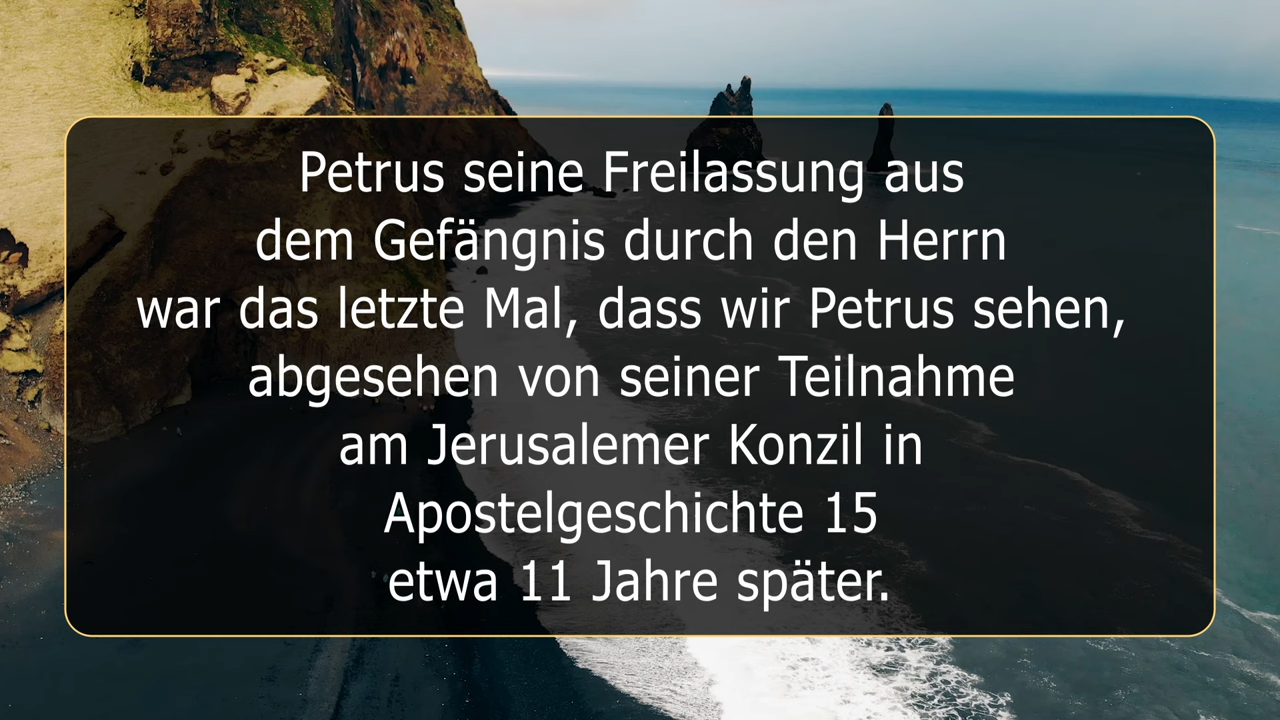 Petrus seine Freilassung aus
dem Gefängnis durch den Herrn
war das letzte Mal, dass wir Petrus sehen,
abgesehen von seiner Teilnahme
am Jerusalemer Konzil in
Apostelgeschichte 15
etwa 11 Jahre später.